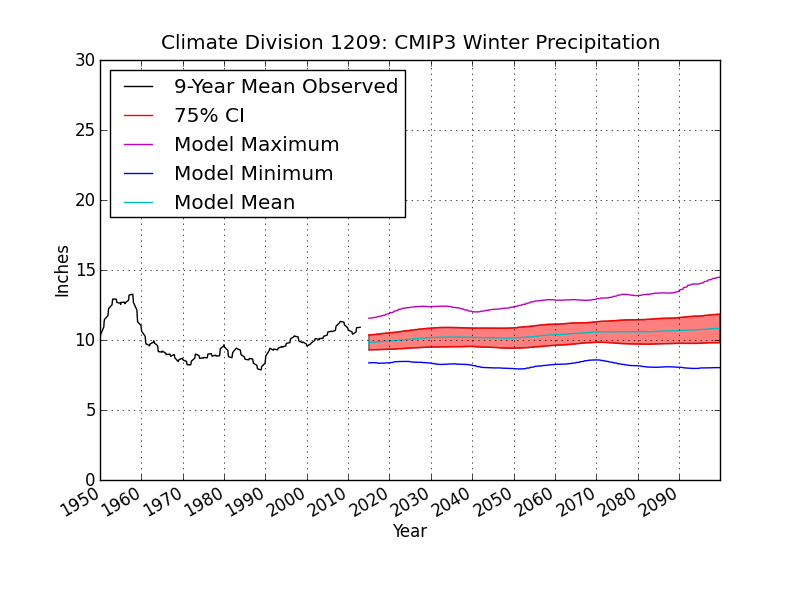 Climate Division 1209: CMIP3 Winter Precipitation
30
25
20
15
10
5
0
Inches
9-Year Mean Observed
75% CI
Model Maximum
Model Minimum
Model Mean
1950 1960 1970 1980 1990 2000 2010 2020 2030 2040 2050 2060 2070 2080 2090
Year